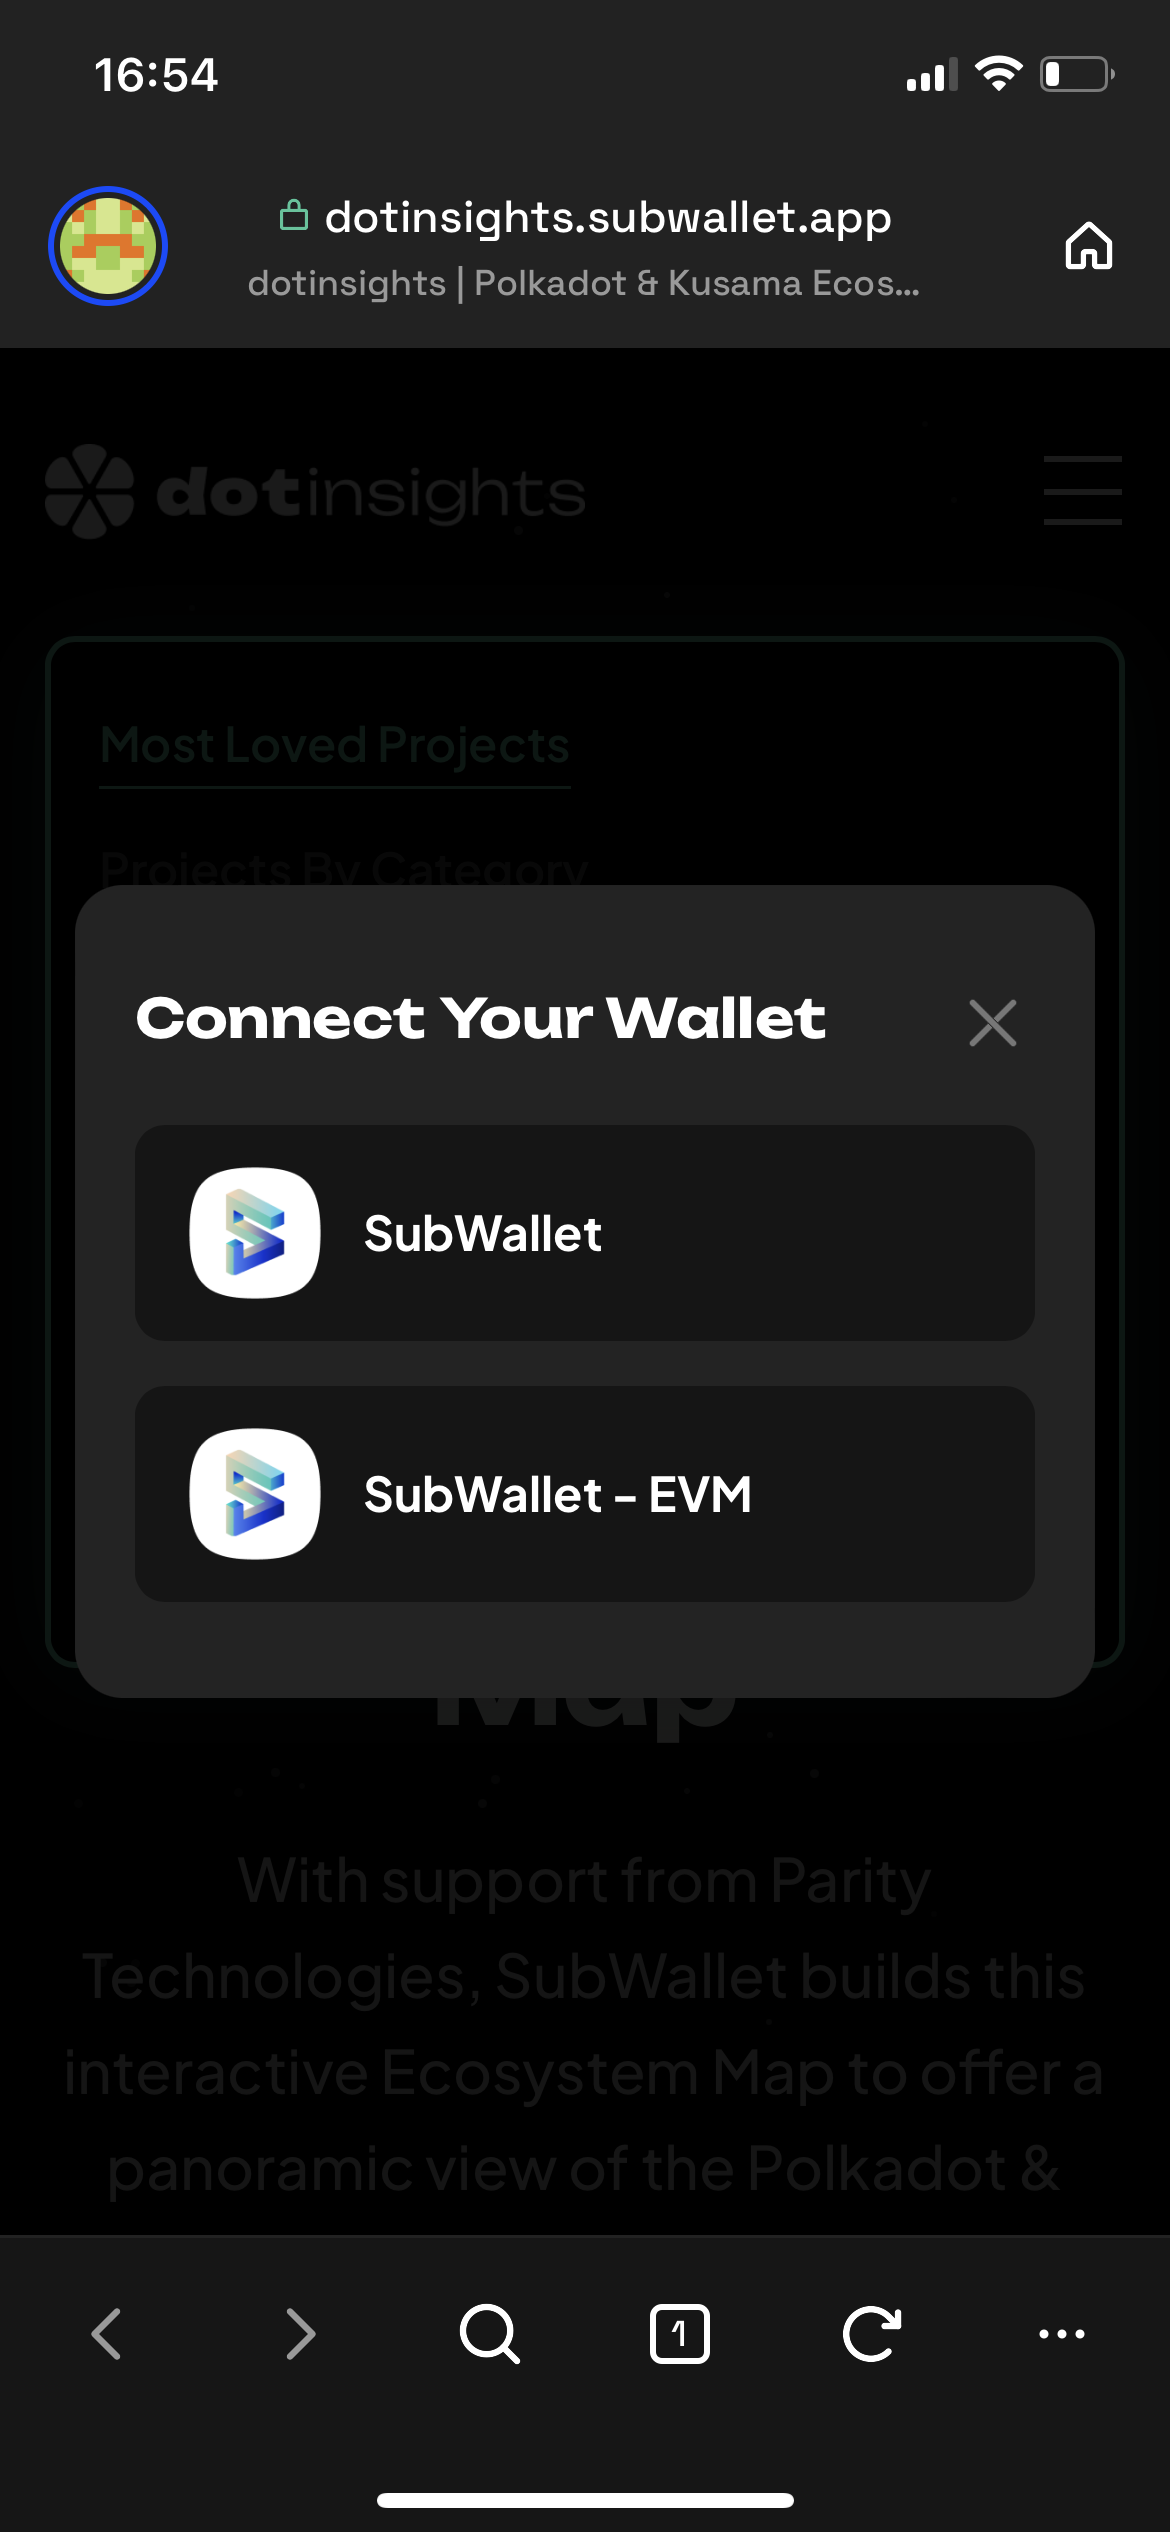 16:54
dotinsights.subwallet.app
dotinsights | Polkadot & Kusama Ecos...
dotinsights
Most Loved Projects
Projects By Category
Connect Your Wallet
SubWallet
SubWallet - EVM
Map
With support from Parity
Technologies, SubWallet builds this
interactive Ecosystem Map to offer a
panoramic view of the Polkadot &
1